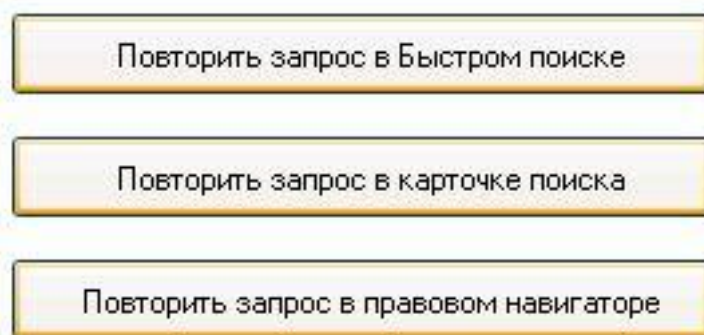 Повторить запрос в Быстром поиске
Повторить запрос в карточке поиска
Повторить запрос в правовом навигаторе